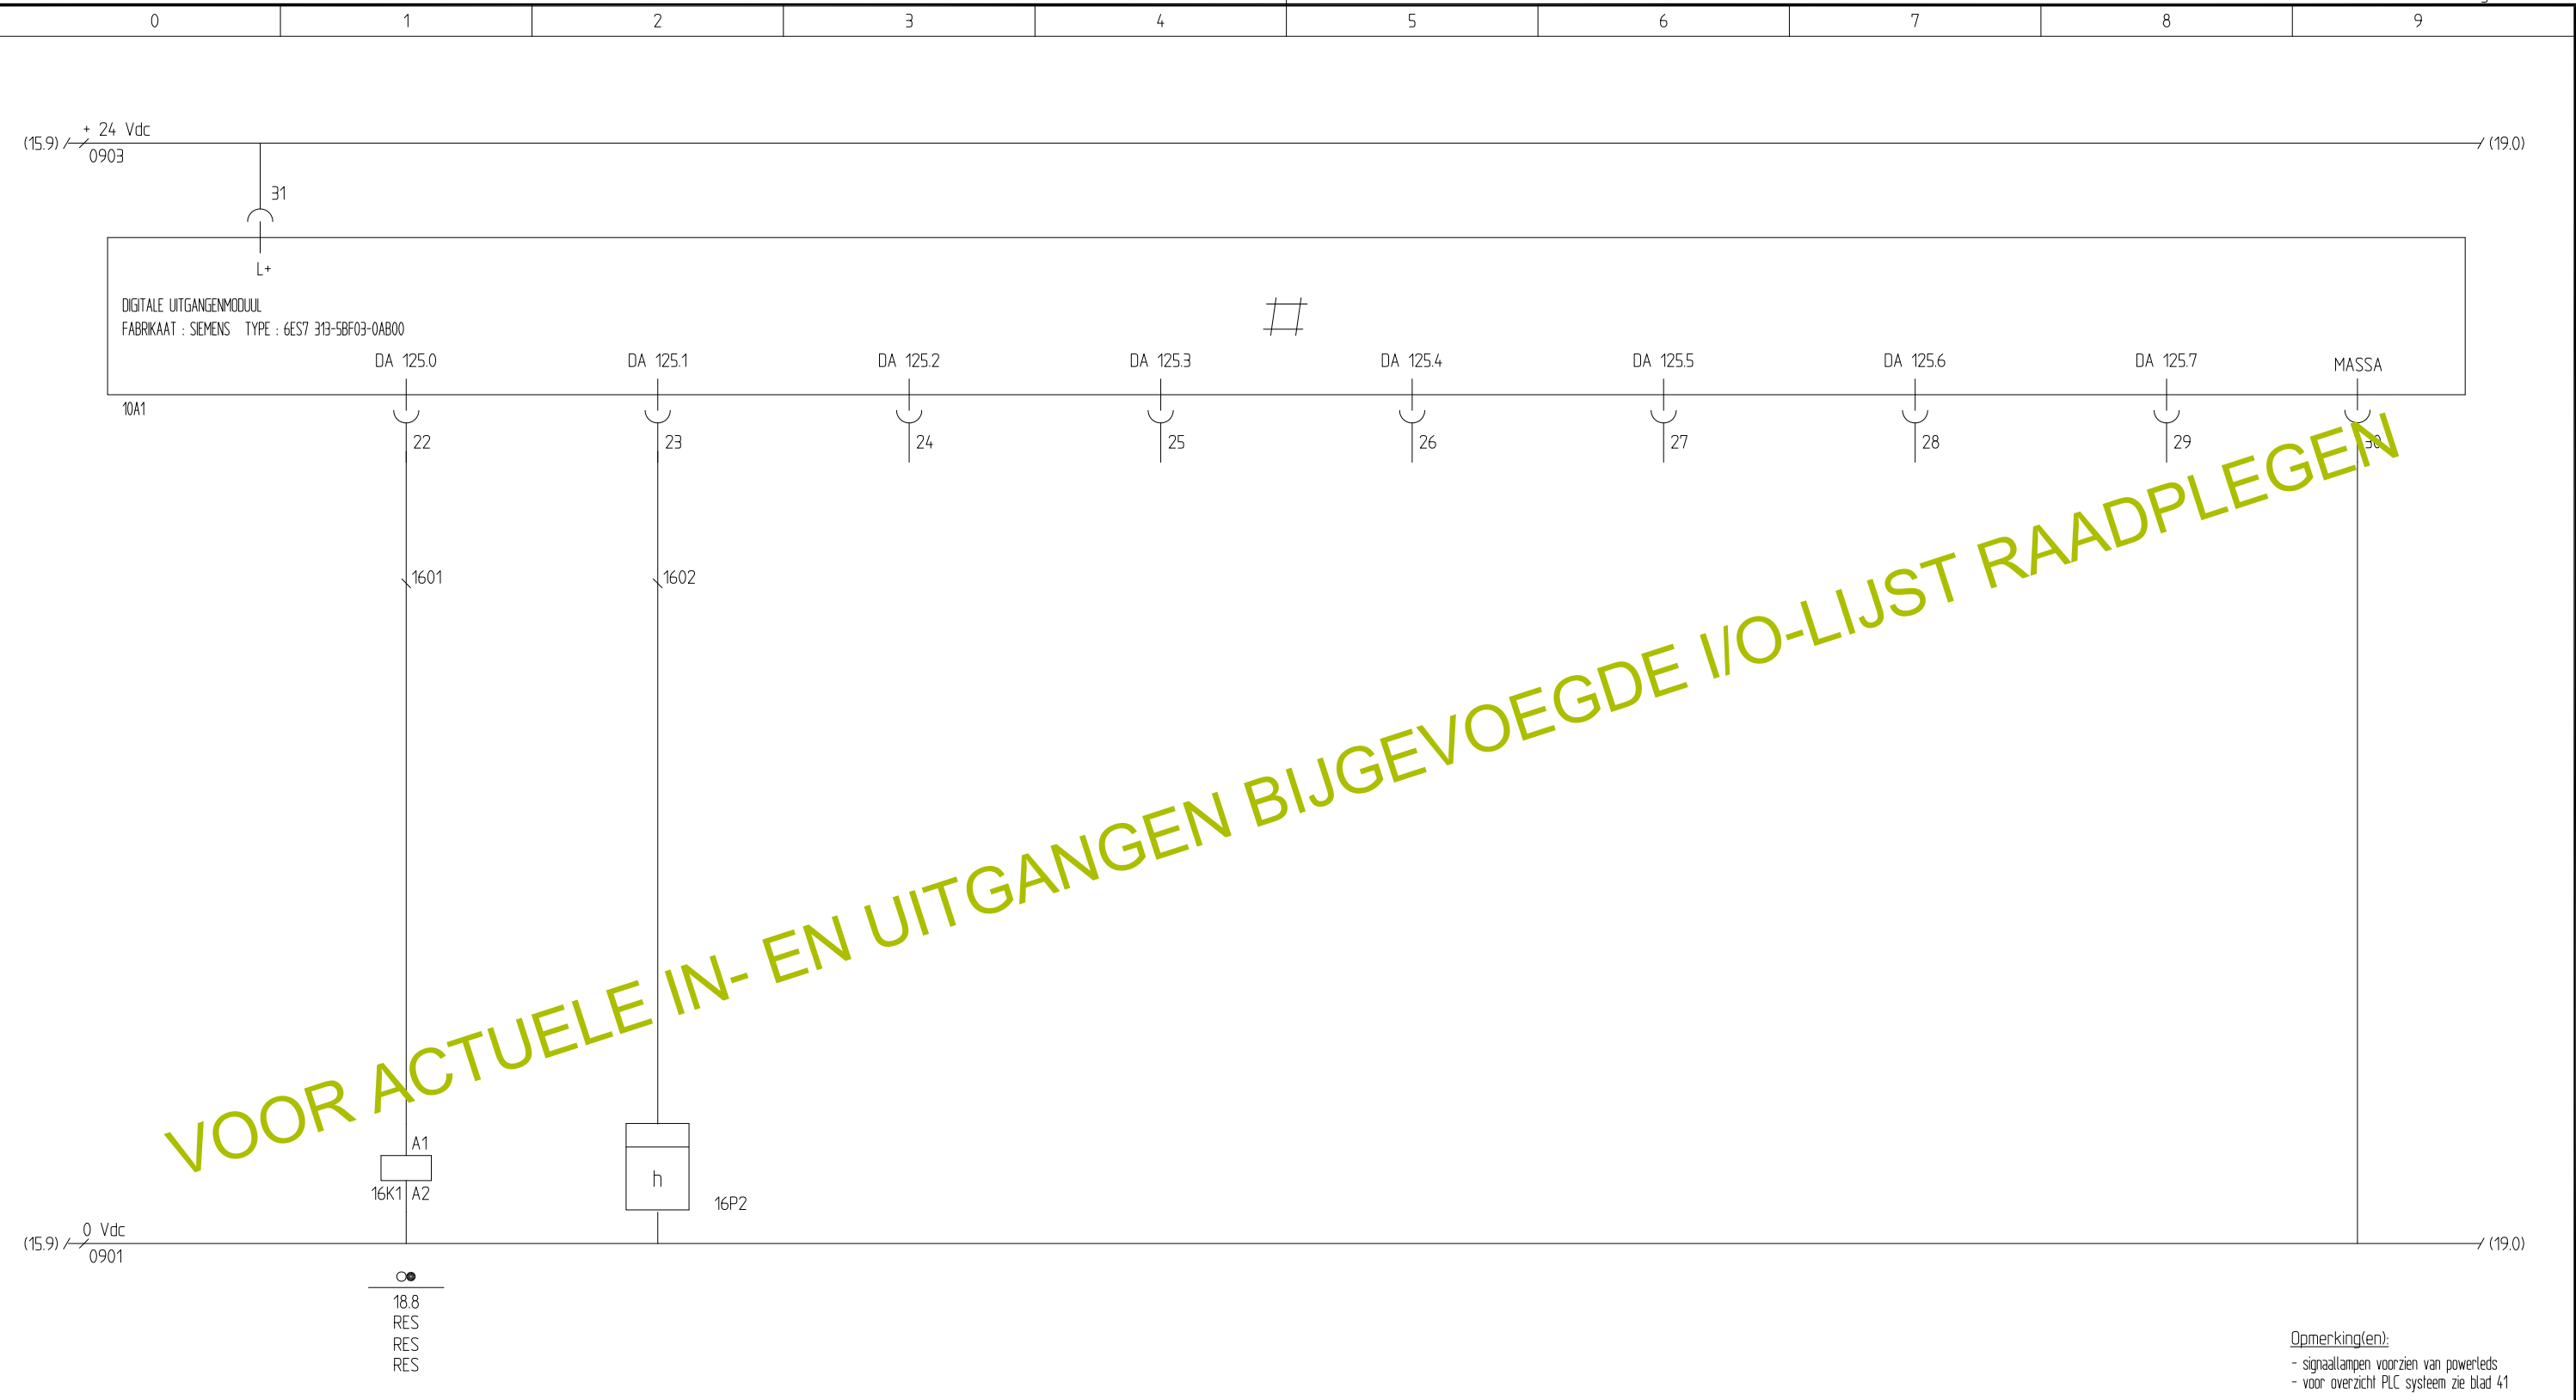 0 1 2 3 4 5 6 7 8 9
+ 24 Vdc
(15.9) (19.0)
0903
31
L+
DIGITALE UITGANGENMODUUL
FABRIKAAT : SIEMENS TYPE : 6ES7 313-5BF03-0AB00
DA 125.0 DA 125.1 DA 125.2 DA 125.3 DA 125.4 DA 125.5 DA 125.6 DA 125.7 MASSA
10A1
22 23 24 25 26 27 28 29 30
1601 1602
VOOR ACTUELE IN- EN UITGANGEN BIJGEVOEGDE I/O-LIJST RAADPLEGEN
A1
h
16K1 A2
16P2
0 Vdc
(15.9) (19.0)
0901
18.8
RES
RES
RES
Opmerking(en):
- signaallampen voorzien van powerleds
- voor overzicht PLC systeem zie blad 41